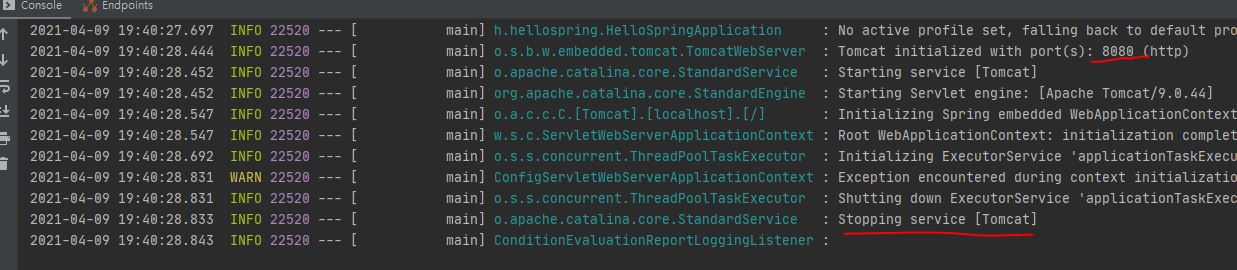 Console Endpoints
2021-04-09 19:40:27.697 INFO 22520 --- [ main] h.hellospring.HelloSpringApplication : No active profile set, falling back to default pro
2021-04-09 19:40:28.444 INFO 22520 --- [ main] o.s.b.w.embedded.tomcat.TomcatWebServer : Tomcat initialized with port(s): 8080 (http)
2021-04-09 19:40:28.452 INFO 22520 --- [ main] o.apache.catalina.core.StandardService : Starting service [Tomcat]
2021-04-09 19:40:28.452 INFO 22520 --- [ main] org.apache.catalina.core.StandardEngine : Starting Servlet engine: [Apache Tomcat/9.0.44]
2021-04-09 19:40:28.547 INFO 22520 --- [ main] o.a.c.c.C.[Tomcat].[localhost].[/] : Initializing Spring embedded WebApplicationContext
2021-04-09 19:40:28.547 INFO 22520 --- [ main] w.s.c.ServletWebServerApplicationContext : Root WebApplicationContext: initialization complet
2021-04-09 19:40:28.692 INFO 22520 --- [ main] o.s.s.concurrent.ThreadPoolTaskExecutor : Initializing ExecutorService 'applicationTaskExecu
2021-04-09 19:40:28.831 WARN 22520 --- [ main] ConfigServletWebServerApplicationContext : Exception encountered during context initializatio
2021-04-09 19:40:28.831 INFO 22520 --- [ main] o.s.s.concurrent.ThreadPoolTaskExecutor : Shutting down ExecutorService 'applicationTaskExec
2021-04-09 19:40:28.833 INFO 22520 --- [ main] o.apache.catalina.core.StandardService : Stopping service [Tomcat]
2021-04-09 19:40:28.843 INFO 22520 --- [ main] ConditionEvaluationReportLoggingListener :